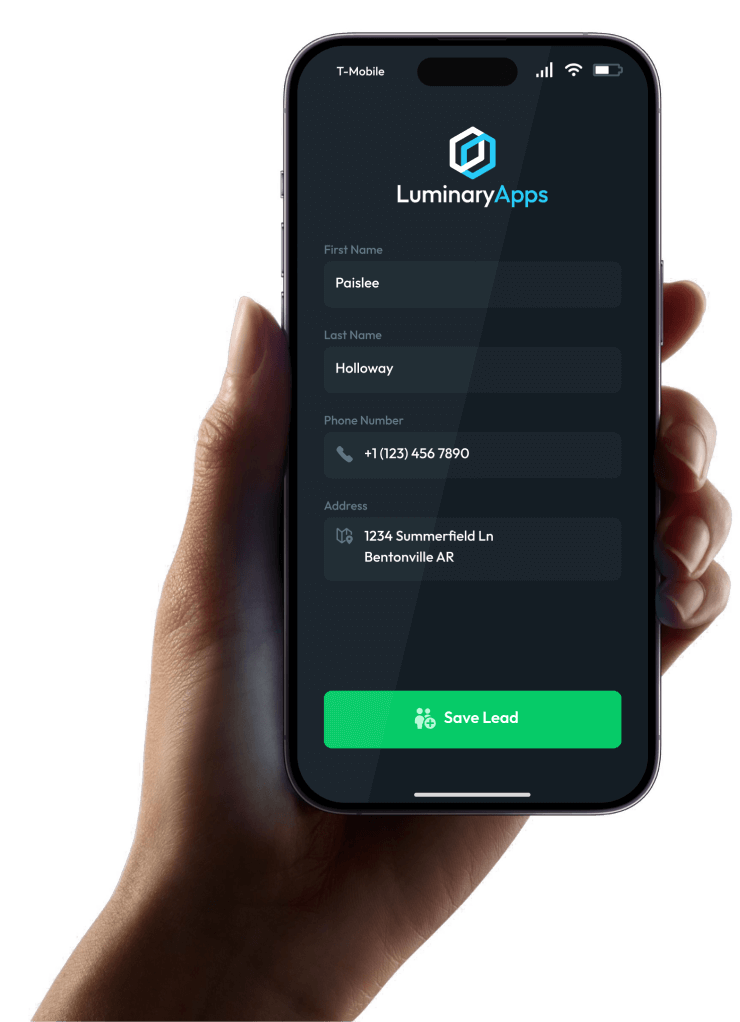 T-Mobile
LuminaryApps
First Name
Paislee
Last Name
Holloway
Phone Number
+1 (123) 456 7890
Address
1234 Summerfield Ln
Bentonville AR
Save Lead